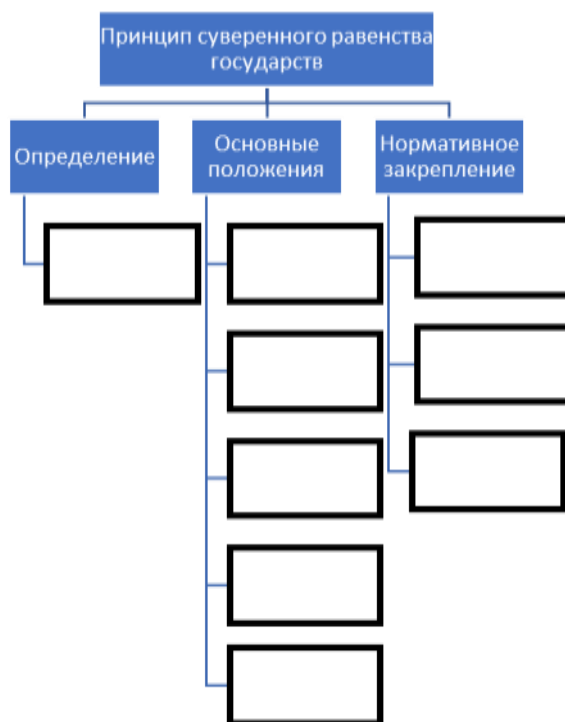 Принцип суверенного равенства
государств
Определение
Основные
положения
Нормативное
закрепление